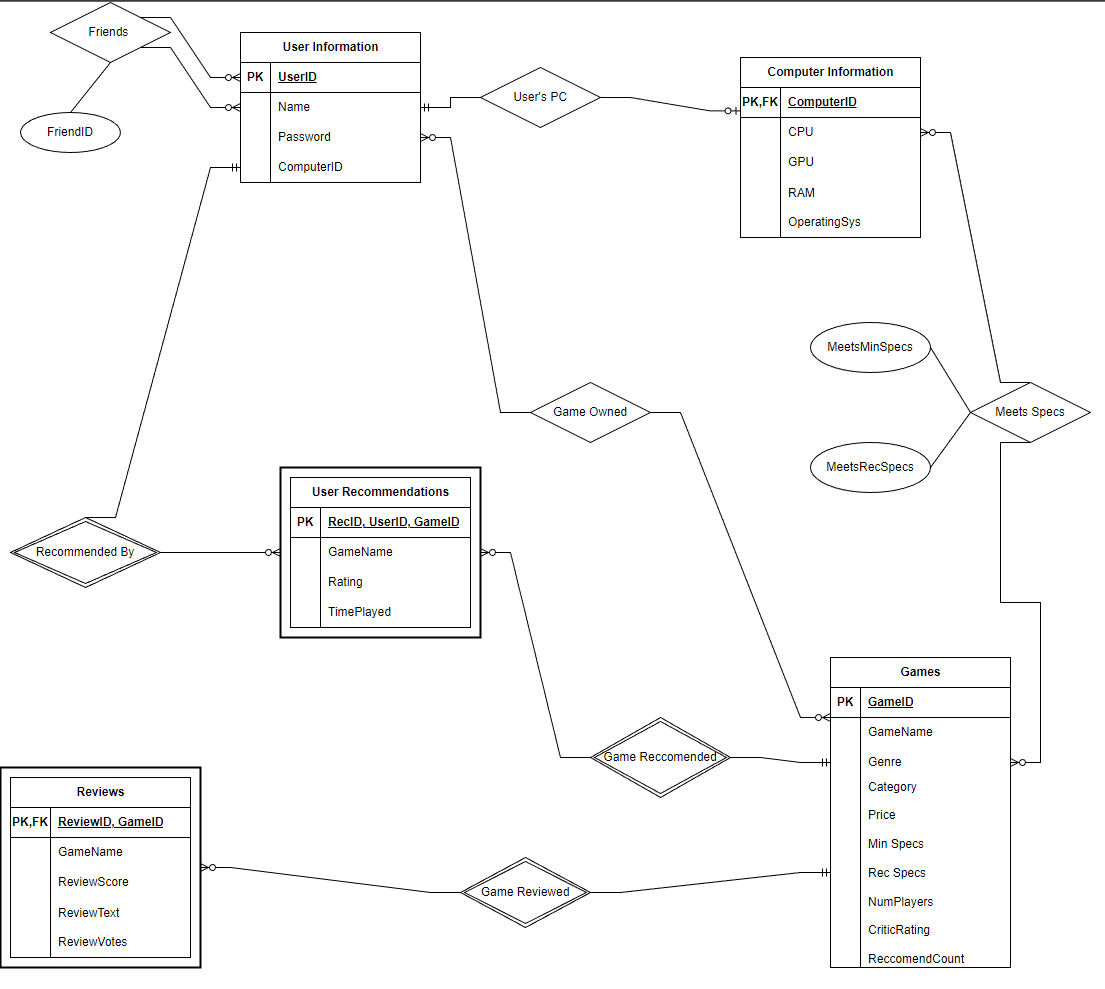 Friends
FriendID
User Information
PK UserID
Name
Password
ComputerID
User's PC
Computer Information
PK,FK ComputerID
CPU
GPU
RAM
OperatingSys
MeetsMinSpecs
Meets Specs
MeetsRecSpecs
Game Owned
User Recommendations
PK RecID, UserID, GameID
GameName
Rating
TimePlayed
Recommended By
Games
PK GameID
GameName
Genre
Category
Price
Min Specs
Rec Specs
NumPlayers
CriticRating
ReccomendCount
Game Reccomended
Reviews
PK,FK ReviewID, GameID
GameName
ReviewScore
ReviewText
ReviewVotes
Game Reviewed